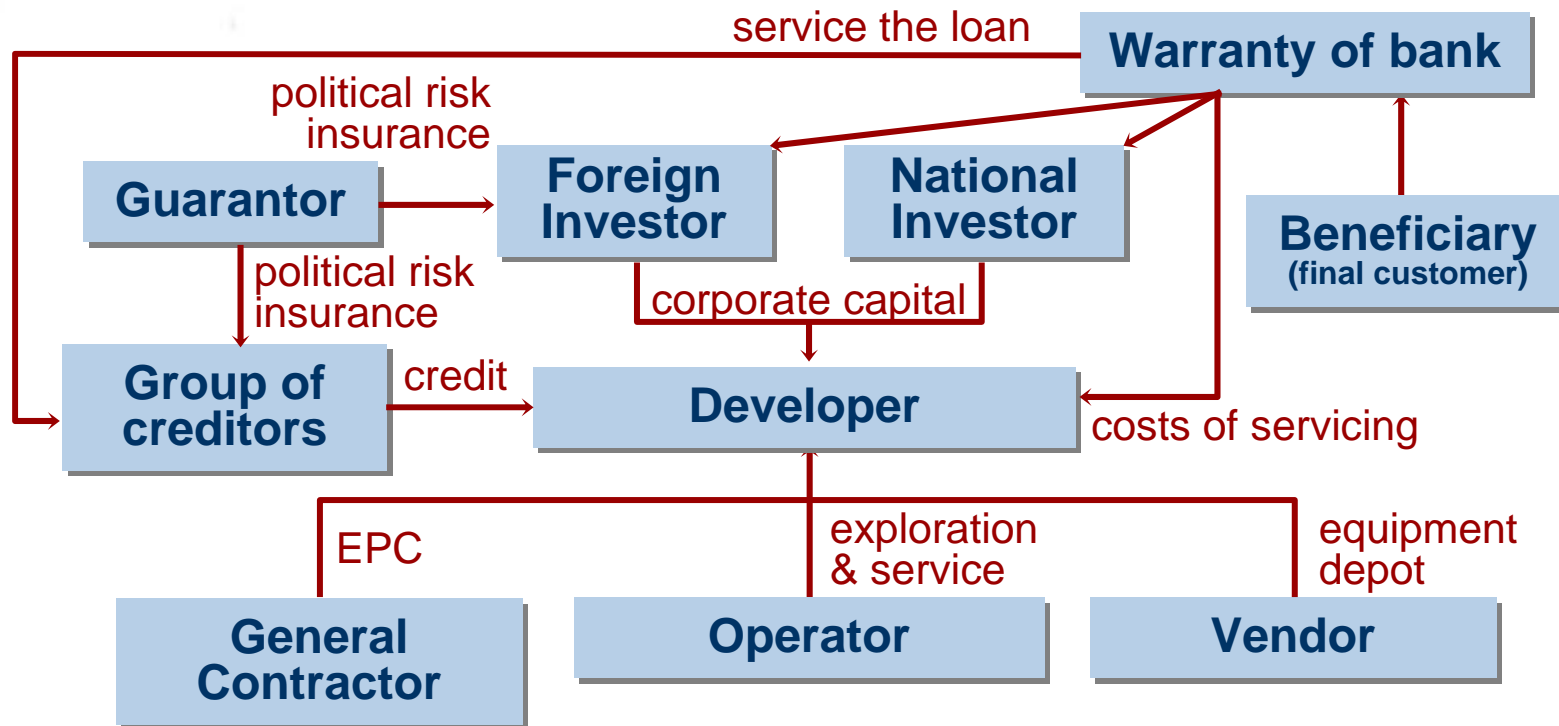 service the loan
Warranty of bank
political risk
insurance
Guarantor
Foreign
Investor
National
Investor
Beneficiary
(final customer)
political risk
insurance
corporate capital
Group of
creditors
credit
Developer
costs of servicing
EPC
exploration
& service
equipment
depot
General
Contractor
Operator
Vendor